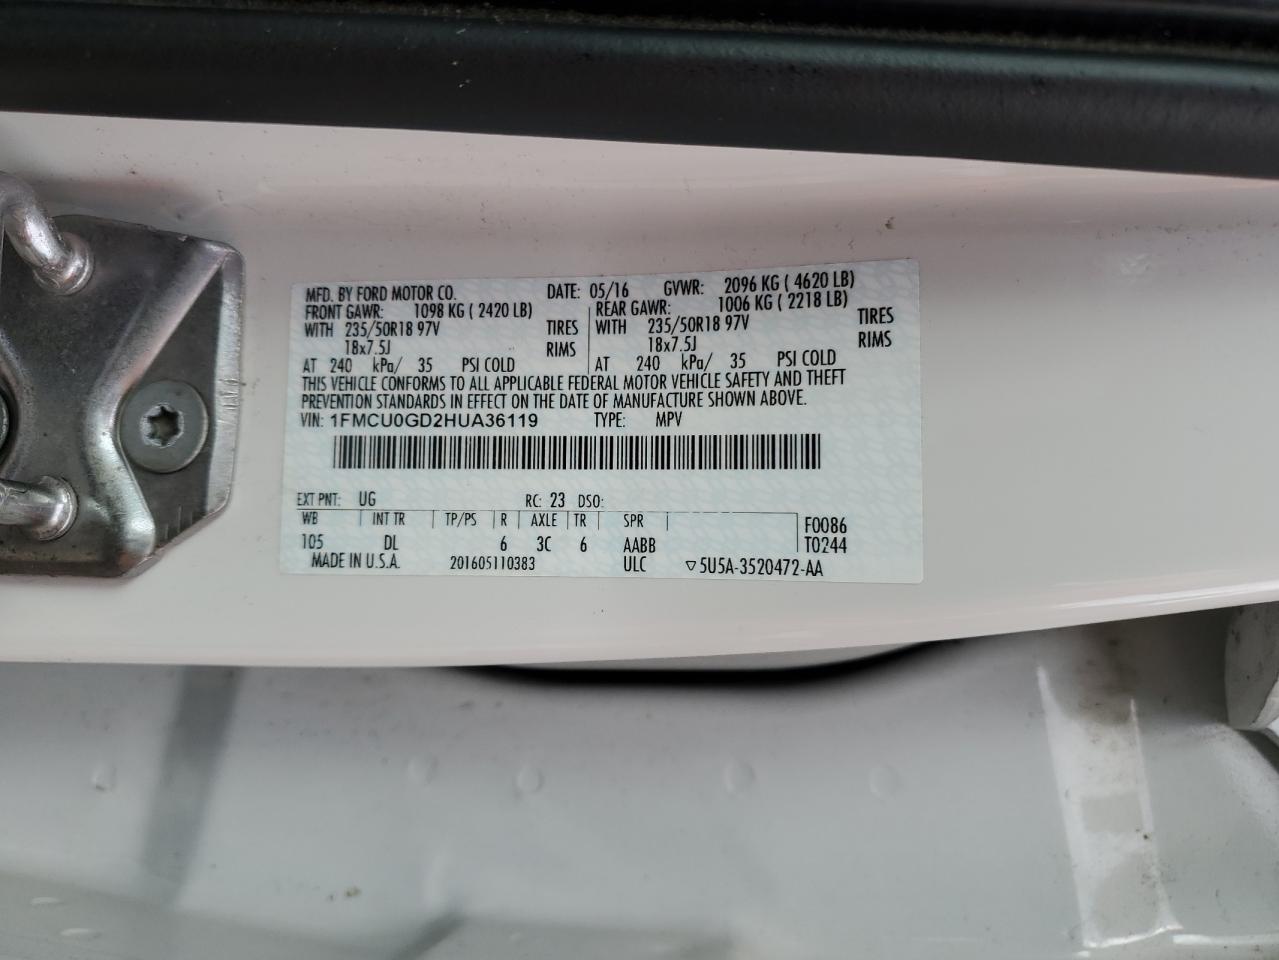 MFD. BY FORD MOTOR CO. DATE: 05/16 GVWR: 2096 KG ( 4620 LB)
FRONT GAWR: 1098 KG ( 2420 LB) REAR GAWR: 1006 KG ( 2218 LB)
WITH 235/50R18 97V TIRES WITH 235/50R18 97V TIRES
18x7.5J RIMS 18x7.5J RIMS
AT 240 kPa/ 35 PSI COLD AT 240 kPa/ 35 PSI COLD
THIS VEHICLE CONFORMS TO ALL APPLICABLE FEDERAL MOTOR VEHICLE SAFETY AND THEFT
PREVENTION STANDARDS IN EFFECT ON THE DATE OF MANUFACTURE SHOWN ABOVE.
VIN: 1FMCU0GD2HUA36119 TYPE: MPV
EXT PNT: UG RC: 23 DSO:
WB INT TR TP/PS R AXLE TR SPR F0086
105 DL 6 3C 6 AABB T0244
MADE IN U.S.A. 201605110383 ULC ▽5U5A-3520472-AA